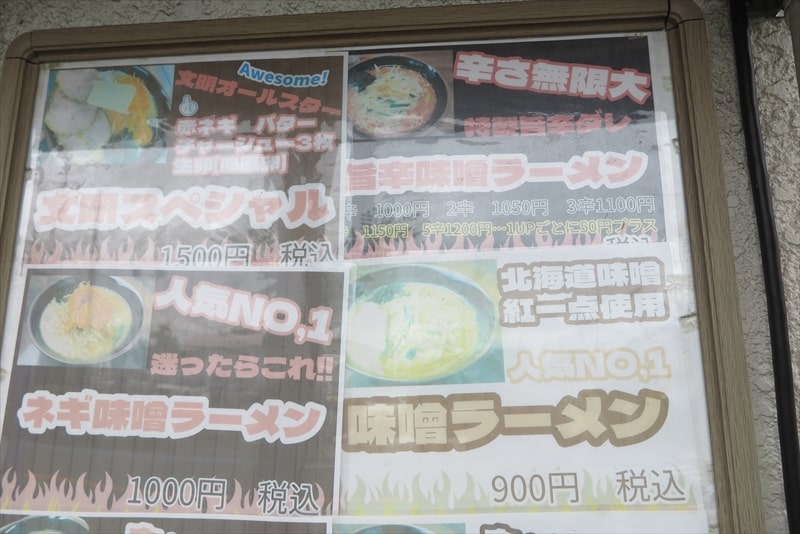 Awesome!
文明オールスター
赤ネギ バター
チャーシュー3枚
文明スペシャル
1500円 税込
辛さ無限大
特製旨辛ダレ
旨辛味噌ラーメン
辛 1000円 2辛 1050円 3辛1100円
1150円 5辛1200円…1UPごとに50円プラス
税込
人気NO,1
迷ったらこれ!!
ネギ味噌ラーメン
1000円 税込
北海道味噌
紅一点使用
人気NO,1
味噌ラーメン
900円 税込